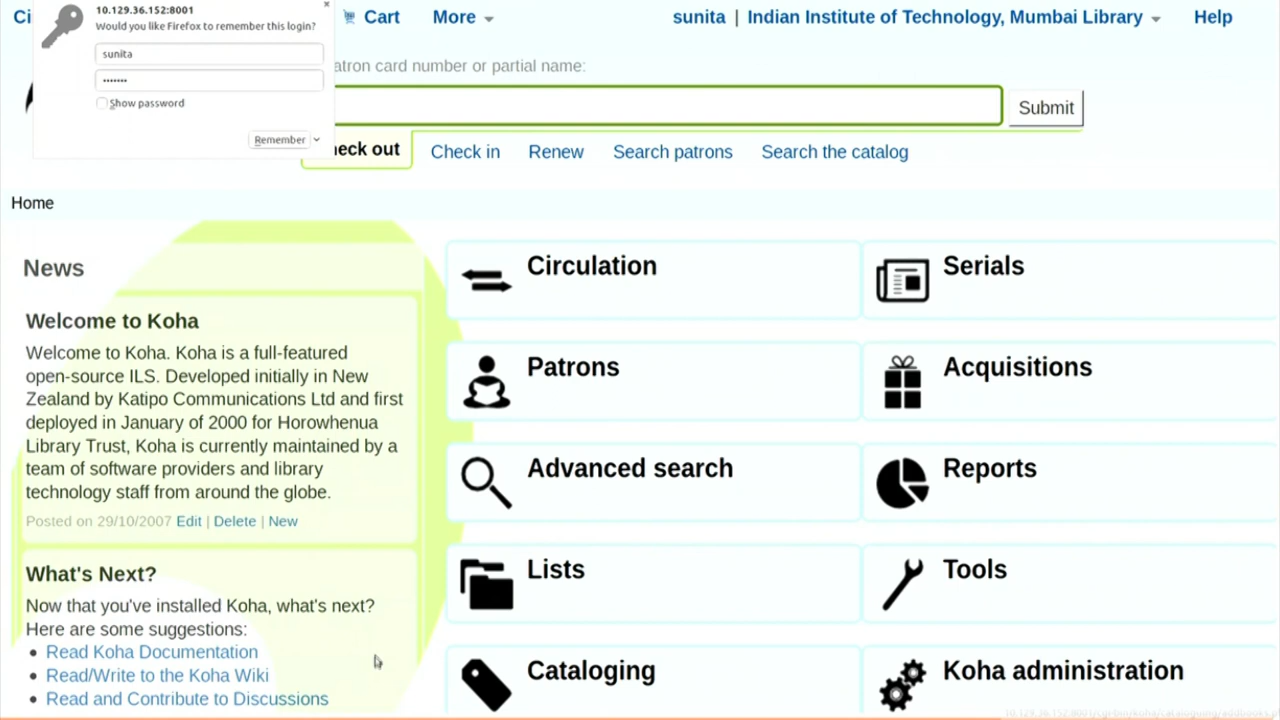 10.129.36.152:8001
Would you like Firefox to remember this login?
sunita
•••••••
Show password
Remember
Ci
Cart
More
sunita | Indian Institute of Technology, Mumbai Library
Help
atron card number or partial name:
Submit
eck out
Check in
Renew
Search patrons
Search the catalog
Home
News
Welcome to Koha
Welcome to Koha. Koha is a full-featured
open-source ILS. Developed initially in New
Zealand by Katipo Communications Ltd and first
deployed in January of 2000 for Horowhenua
Library Trust, Koha is currently maintained by a
team of software providers and library
technology staff from around the globe.
Posted on 29/10/2007 Edit | Delete | New
What's Next?
Now that you've installed Koha, what's next?
Here are some suggestions:
• Read Koha Documentation
• Read/Write to the Koha Wiki
• Read and Contribute to Discussions
Circulation
Serials
Patrons
Acquisitions
Advanced search
Reports
Lists
Tools
Cataloging
Koha administration